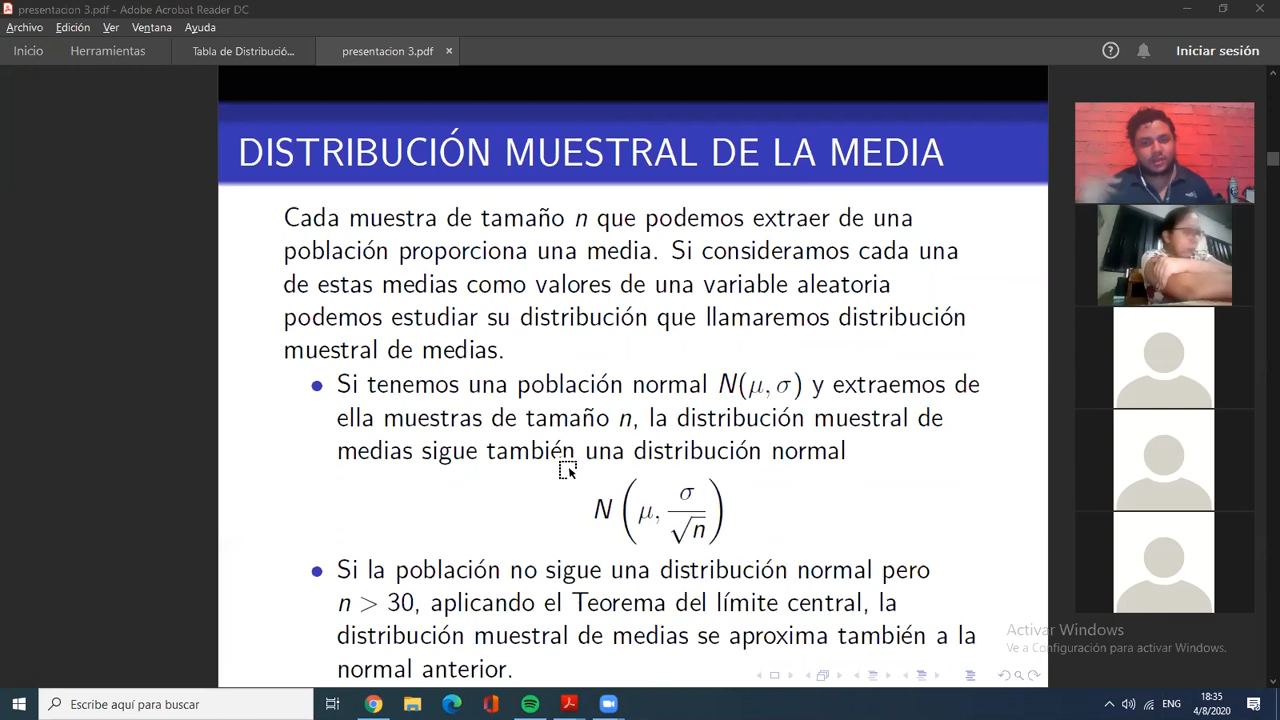 presentacion 3.pdf - Adobe Acrobat Reader DC
Archivo Edición Ver Ventana Ayuda
Inicio Herramientas Tabla de Distribució... presentacion 3.pdf × Iniciar sesión
DISTRIBUCIÓN MUESTRAL DE LA MEDIA
Cada muestra de tamaño n que podemos extraer de una
población proporciona una media. Si consideramos cada una
de estas medias como valores de una variable aleatoria
podemos estudiar su distribución que llamaremos distribución
muestral de medias.
• Si tenemos una población normal N(μ, σ) y extraemos de
ella muestras de tamaño n, la distribución muestral de
medias sigue también una distribución normal
N(μ, σ/√n)
• Si la población no sigue una distribución normal pero
n > 30, aplicando el Teorema del límite central, la
distribución muestral de medias se aproxima también a la
normal anterior.
Activar Windows
Ve a Configuración para activar Windows.
Escribe aquí para buscar
ENG
18:35
4/8/2020